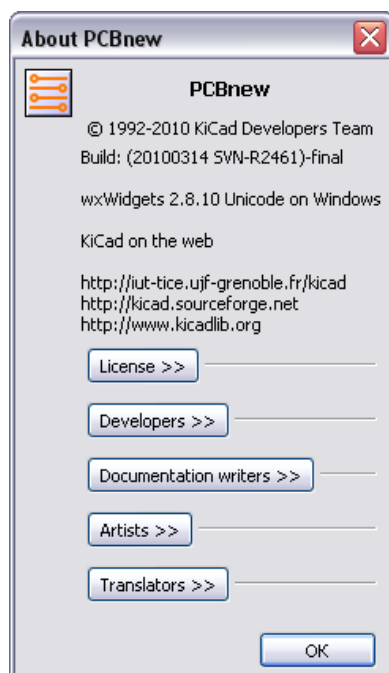 About PCBnew
PCBnew
© 1992-2010 KiCad Developers Team
Build: (20100314 SVN-R2461)-final
wxWidgets 2.8.10 Unicode on Windows
KiCad on the web
http://iut-tice.ujf-grenoble.fr/kicad
http://kicad.sourceforge.net
http://www.kicadlib.org
License >>
Developers >>
Documentation writers >>
Artists >>
Translators >>
OK